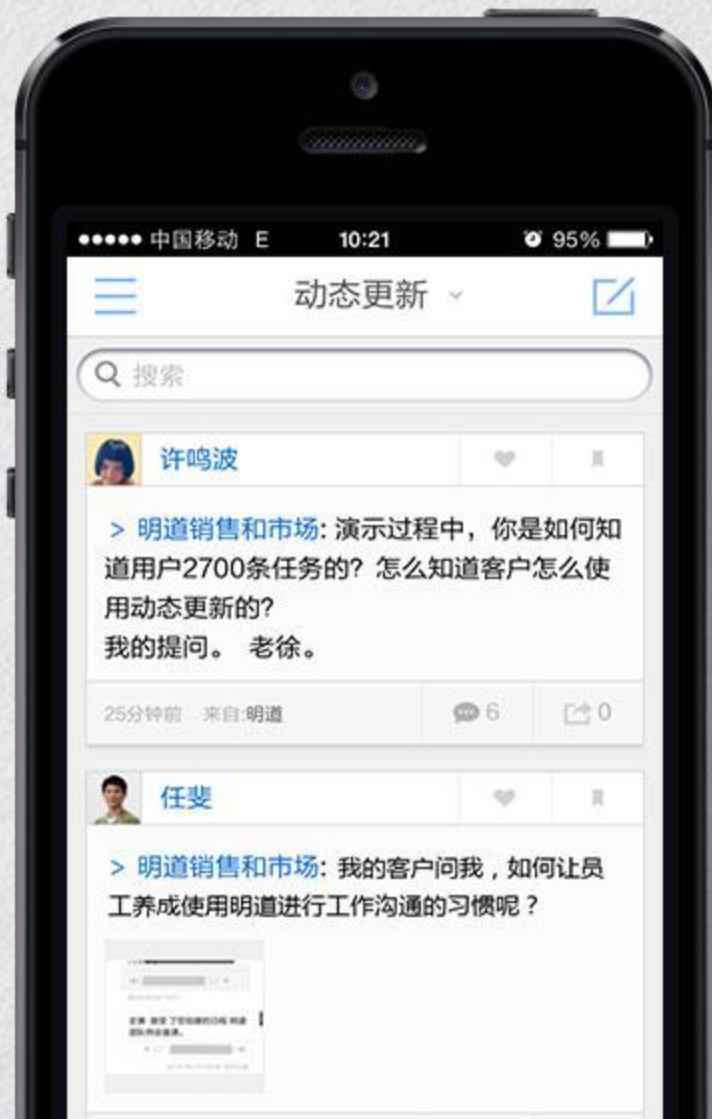 中国移动 E 10:21 95%
动态更新
搜索
许鸣波
> 明道销售和市场: 演示过程中，你是如何知
道用户2700条任务的？怎么知道客户怎么使
用动态更新的？
我的提问。 老徐。
25分钟前 来自:明道 6 0
任斐
> 明道销售和市场: 我的客户问我，如何让员
工养成使用明道进行工作沟通的习惯呢？